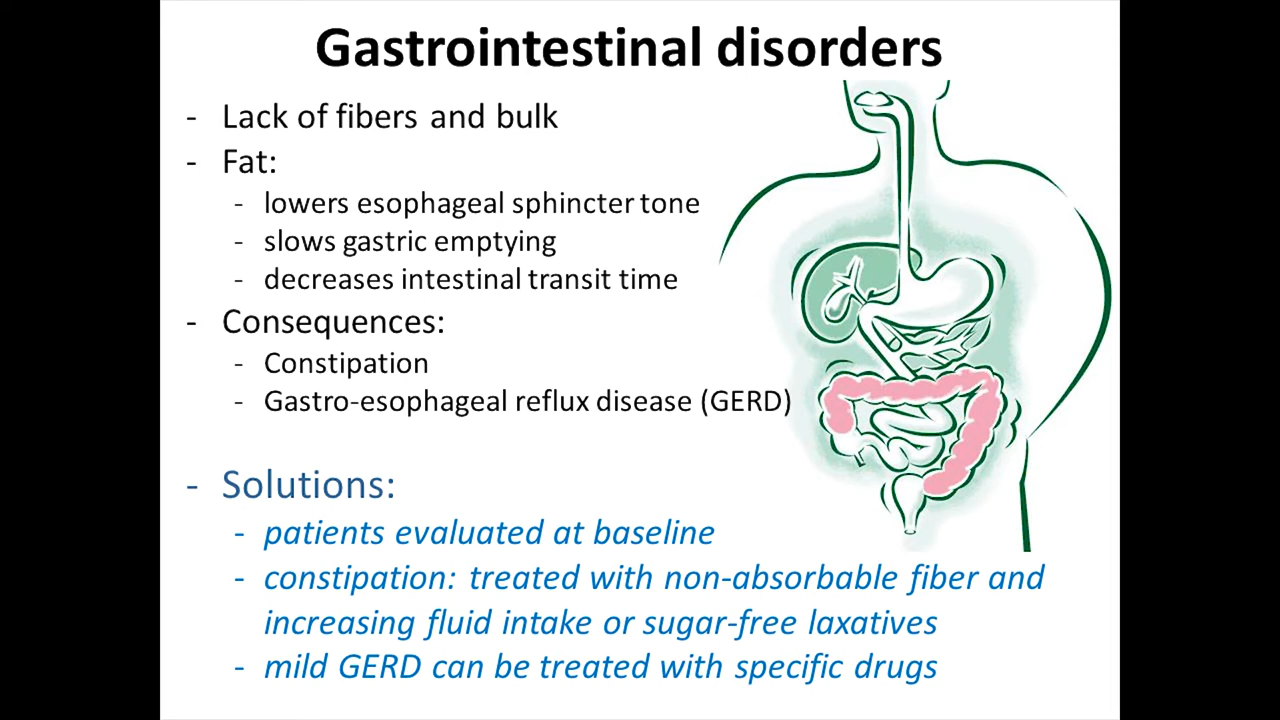 Gastrointestinal disorders
- Lack of fibers and bulk
- Fat:
- lowers esophageal sphincter tone
- slows gastric emptying
- decreases intestinal transit time
- Consequences:
- Constipation
- Gastro-esophageal reflux disease (GERD)
- Solutions:
- patients evaluated at baseline
- constipation: treated with non-absorbable fiber and
increasing fluid intake or sugar-free laxatives
- mild GERD can be treated with specific drugs